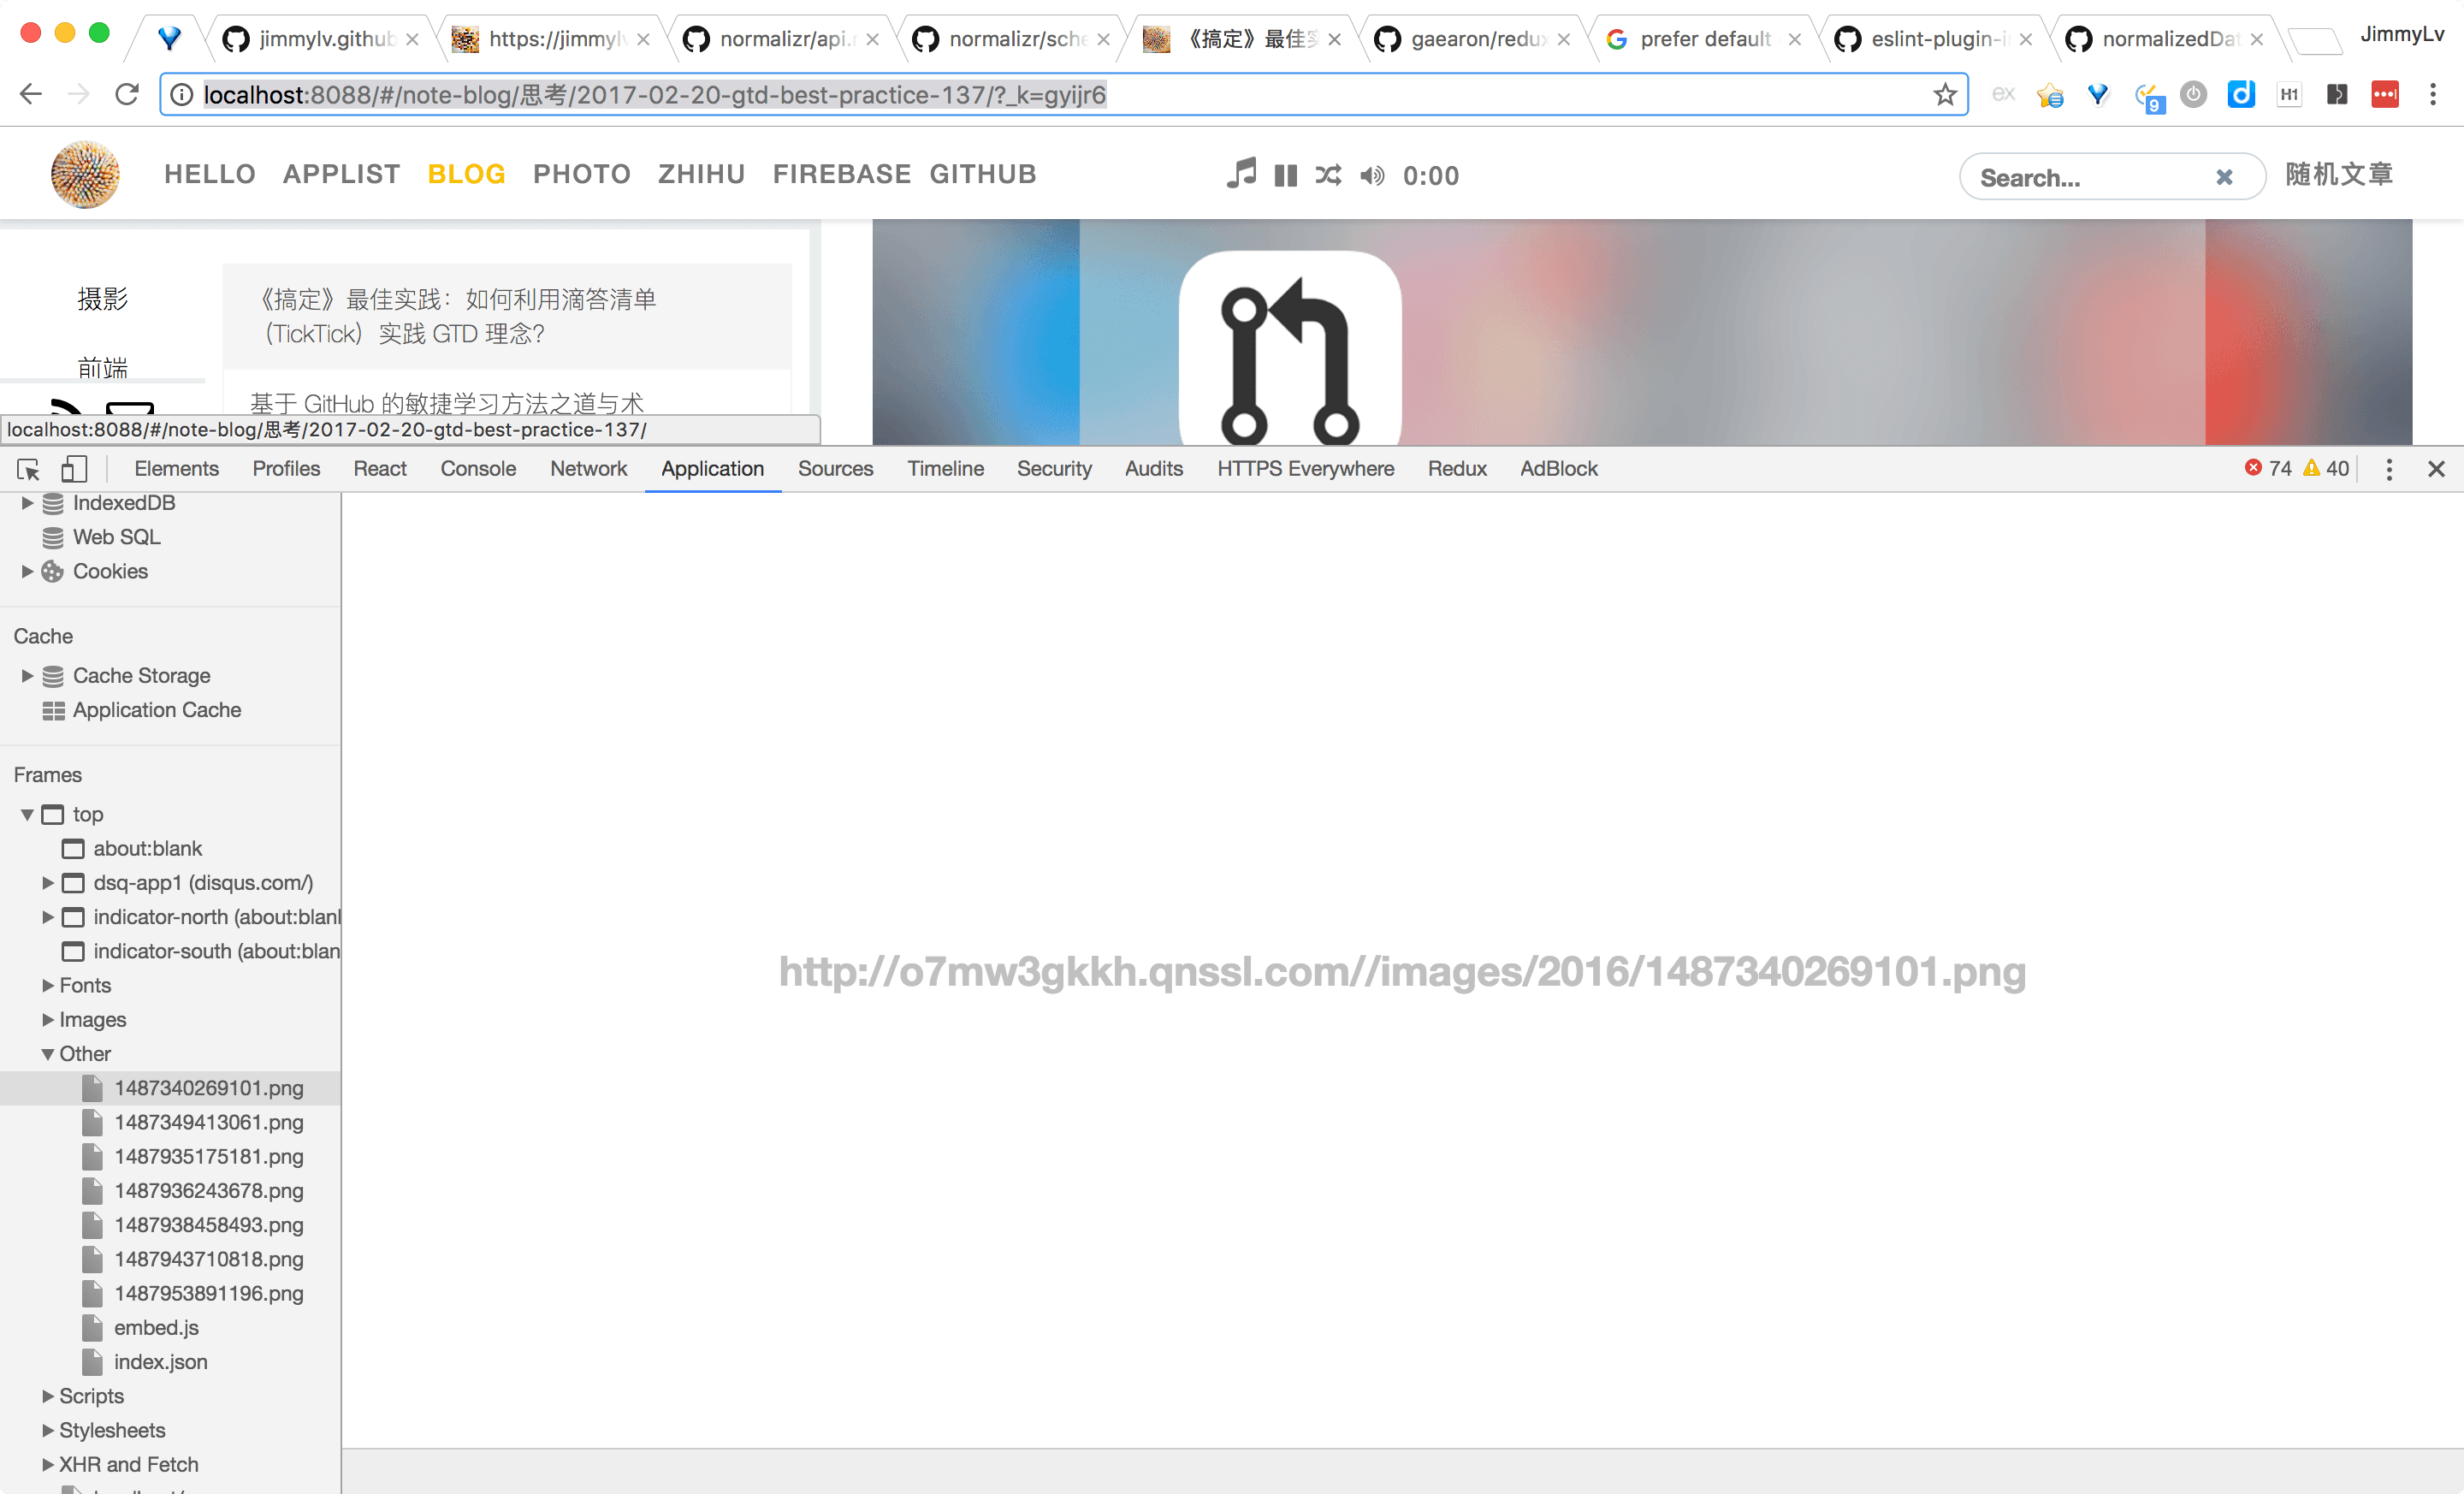 jimmylv.github
https://jimmylv
normalizr/api.r
normalizr/sche
《搞定》最佳实
gaearon/redux
prefer default
eslint-plugin-i
normalizedDat
JimmyLv
localhost:8088/#/note-blog/思考/2017-02-20-gtd-best-practice-137/?_k=gyijr6
ex
9
H1
HELLO APPLIST BLOG PHOTO ZHIHU FIREBASE GITHUB
0:00
Search...
随机文章
摄影
前端
《搞定》最佳实践：如何利用滴答清单
（TickTick）实践 GTD 理念？
基于 GitHub 的敏捷学习方法之道与术
localhost:8088/#/note-blog/思考/2017-02-20-gtd-best-practice-137/
Elements Profiles React Console Network Application Sources Timeline Security Audits HTTPS Everywhere Redux AdBlock
74 40
IndexedDB
Web SQL
Cookies
Cache
Cache Storage
Application Cache
Frames
top
about:blank
dsq-app1 (disqus.com/)
indicator-north (about:blank
indicator-south (about:blan
Fonts
Images
Other
1487340269101.png
1487349413061.png
1487935175181.png
1487936243678.png
1487938458493.png
1487943710818.png
1487953891196.png
embed.js
index.json
Scripts
Stylesheets
XHR and Fetch
http://o7mw3gkkh.qnssl.com//images/2016/1487340269101.png